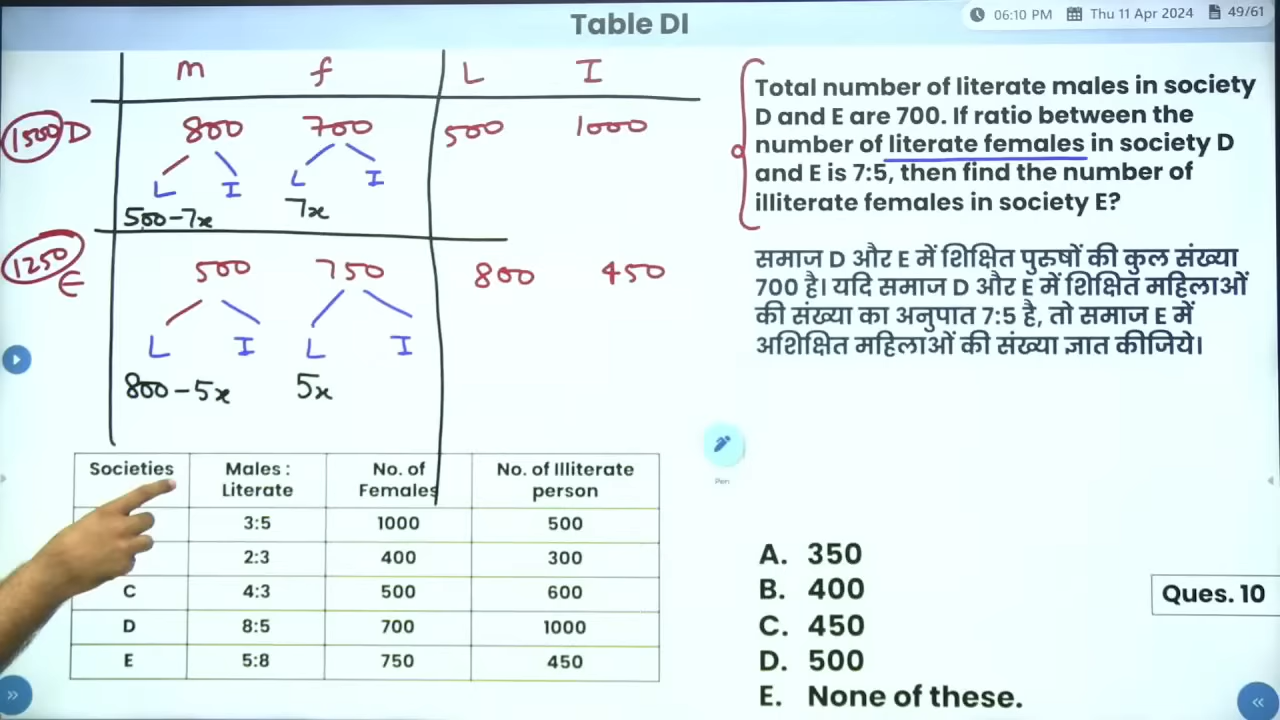 Table DI
06:10 PM Thu 11 Apr 2024 49/61
m f L I
1500 D 800 700 500 1000
L I L I
500-7x 7x
1250 E 500 750 800 450
L I L I
800-5x 5x
Societies Males : Literate No. of Females No. of Illiterate person
3:5 1000 500
2:3 400 300
C 4:3 500 600
D 8:5 700 1000
E 5:8 750 450
Total number of literate males in society
D and E are 700. If ratio between the
number of literate females in society D
and E is 7:5, then find the number of
illiterate females in society E?
समाज D और E में शिक्षित पुरुषों की कुल संख्या
700 है। यदि समाज D और E में शिक्षित महिलाओं
की संख्या का अनुपात 7:5 है, तो समाज E में
अशिक्षित महिलाओं की संख्या ज्ञात कीजिये।
Pen
A. 350
B. 400
C. 450
D. 500
E. None of these.
Ques. 10